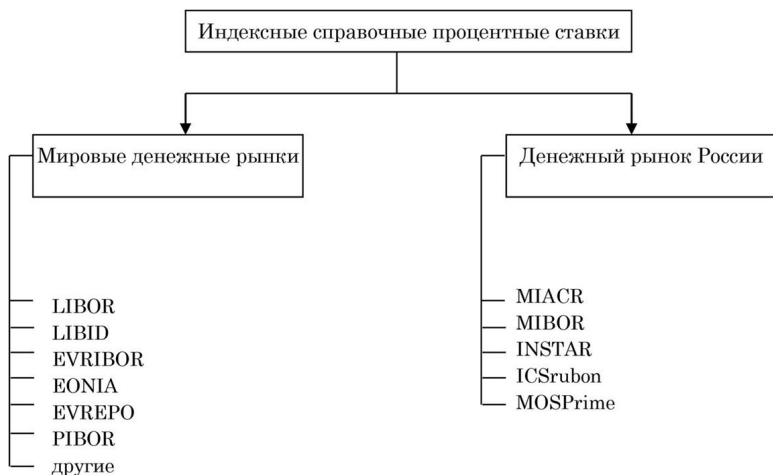 Индексные справочные процентные ставки
Мировые денежные рынки
Денежный рынок России
LIBOR
LIBID
EVRIBOR
EONIA
EVREPO
PIBOR
другие
MIACR
MIBOR
INSTAR
ICSrubon
MOSPrime